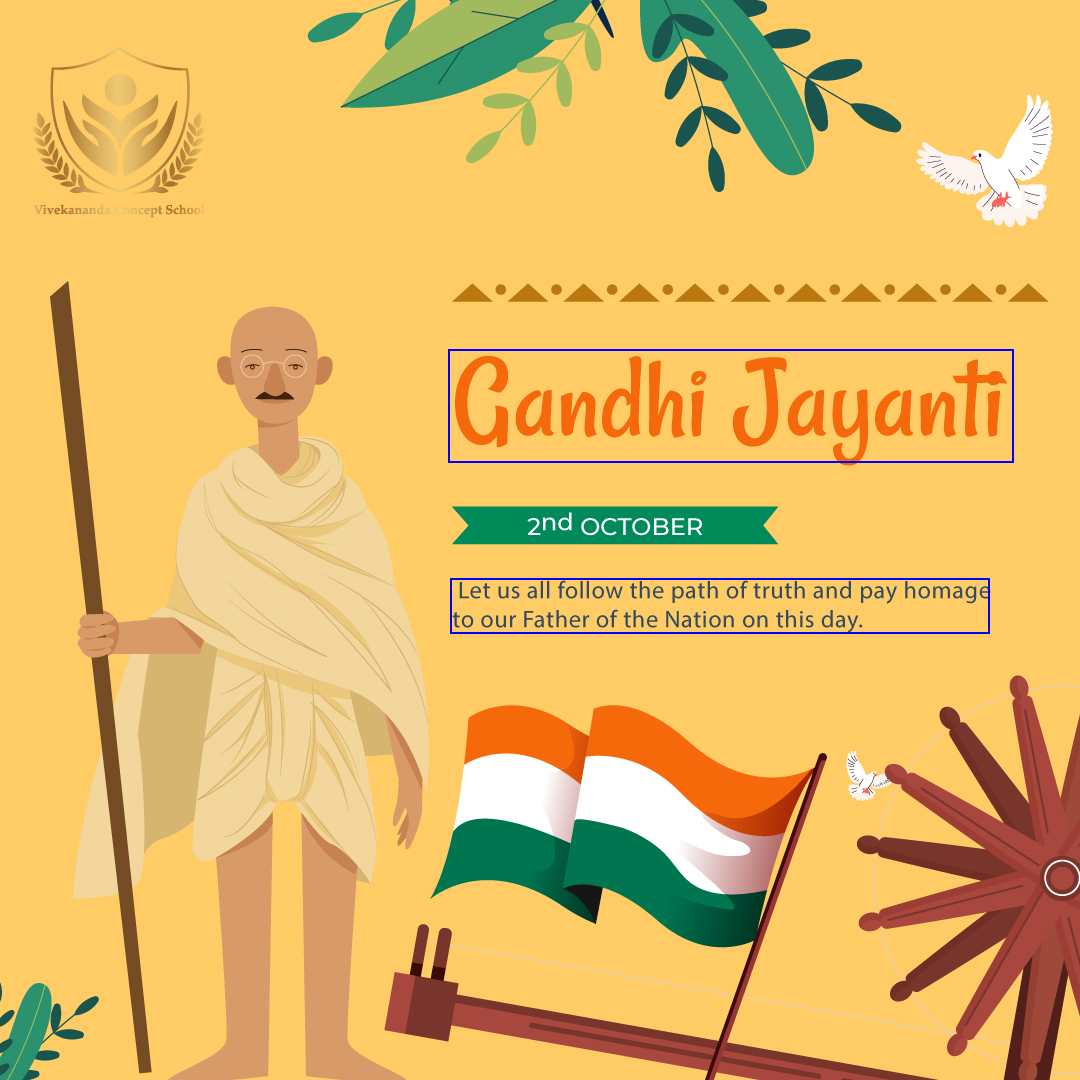 Vivekananda Concept School
Gandhi Jayanti
2nd OCTOBER
Let us all follow the path of truth and pay homage
to our Father of the Nation on this day.